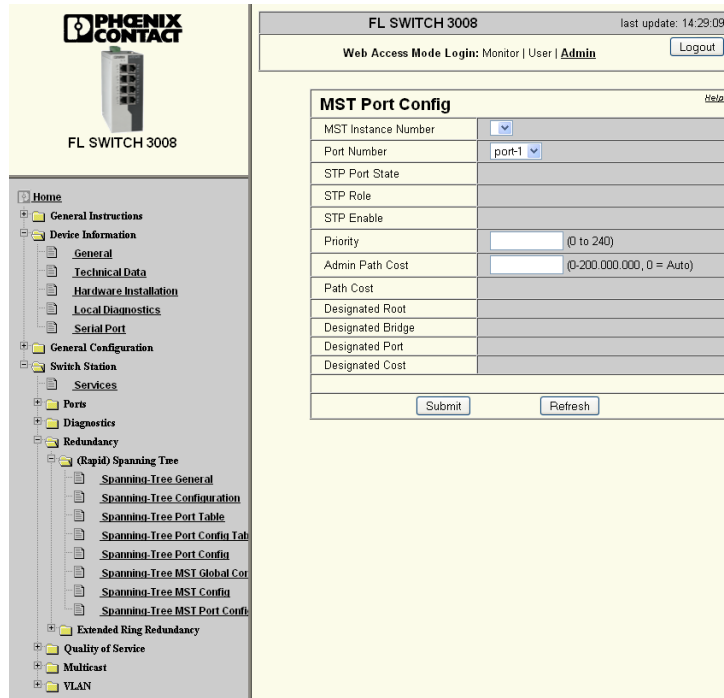 PHŒNIX
CONTACT
FL SWITCH 3008
Home
General Instructions
Device Information
General
Technical Data
Hardware Installation
Local Diagnostics
Serial Port
General Configuration
Switch Station
Services
Ports
Diagnostics
Redundancy
(Rapid) Spanning Tree
Spanning-Tree General
Spanning-Tree Configuration
Spanning-Tree Port Table
Spanning-Tree Port Config Tab
Spanning-Tree Port Config
Spanning-Tree MST Global Con
Spanning-Tree MST Config
Spanning-Tree MST Port Confi
Extended Ring Redundancy
Quality of Service
Multicast
VLAN
FL SWITCH 3008 last update: 14:29:09
Web Access Mode Login: Monitor | User | Admin Logout
MST Port Config Help
MST Instance Number
Port Number port-1
STP Port State
STP Role
STP Enable
Priority (0 to 240)
Admin Path Cost (0-200.000.000, 0 = Auto)
Path Cost
Designated Root
Designated Bridge
Designated Port
Designated Cost
Submit Refresh